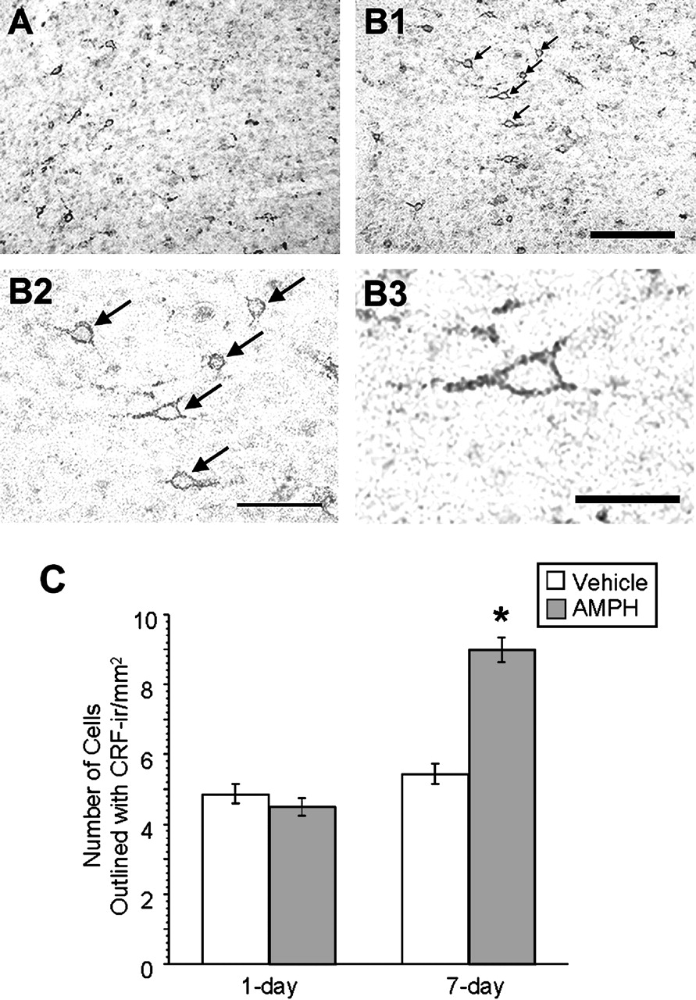 A
B1
B2
B3
C
Vehicle
AMPH
*
10
8
6
4
2
0
Number of Cells
Outlined with CRF-ir/mm²
1-day
7-day